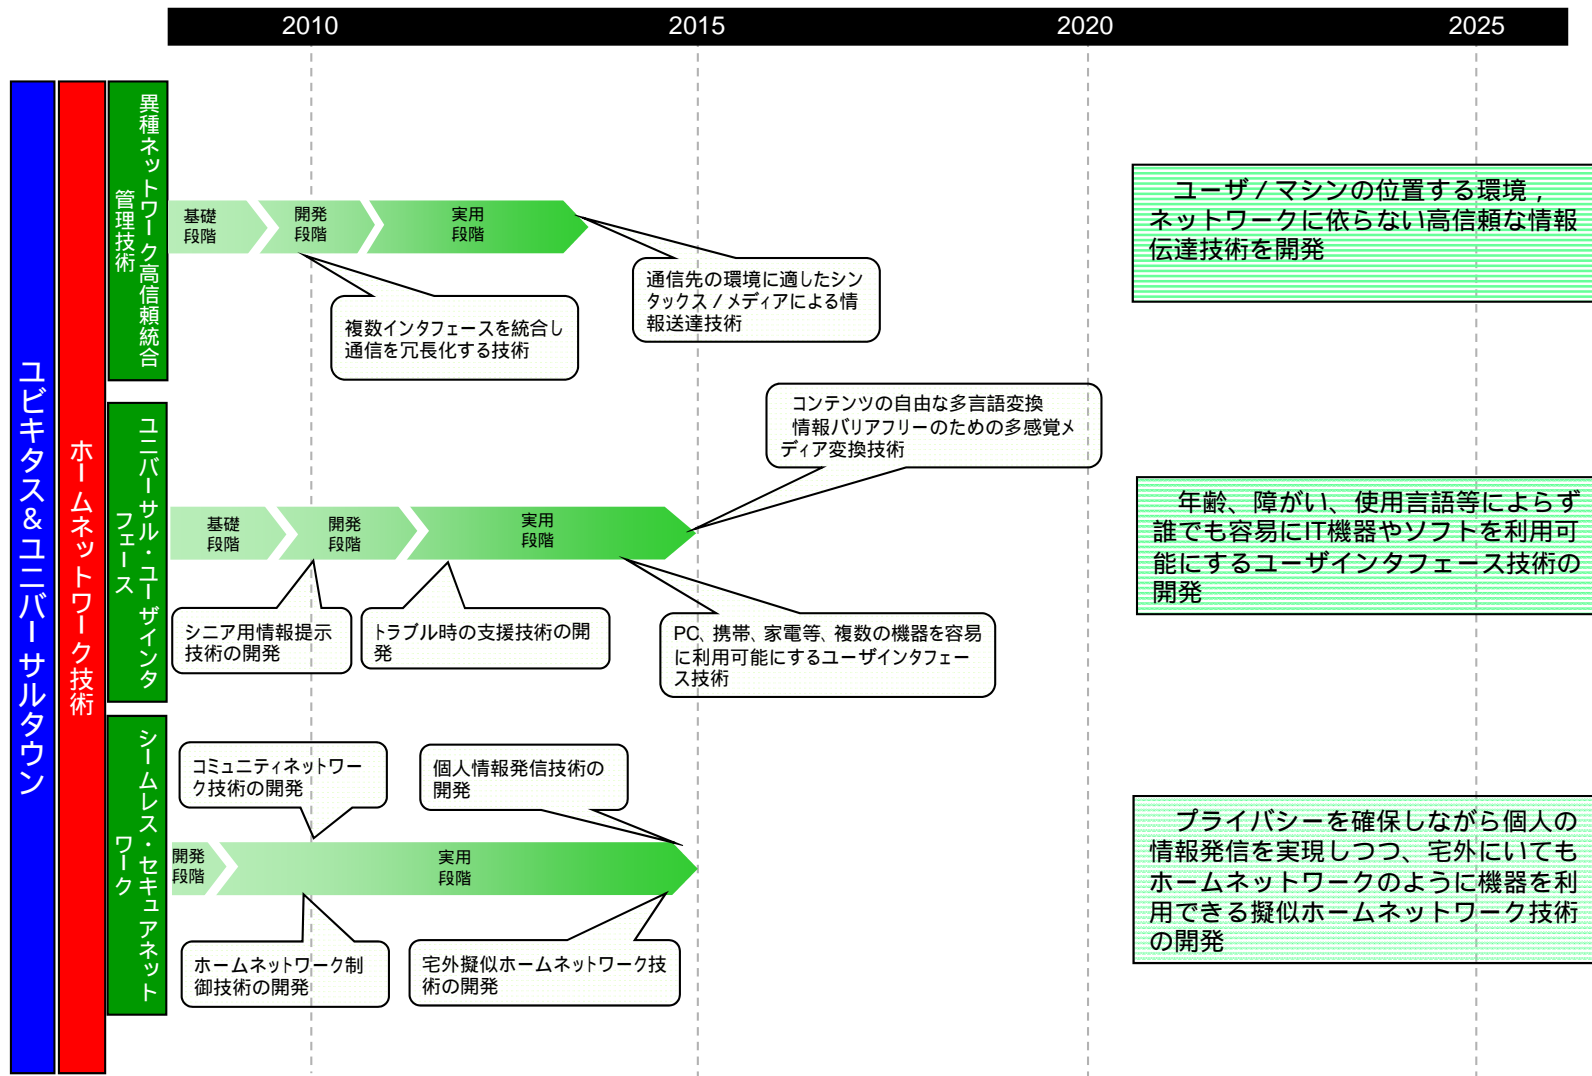 2010
2015
2020
2025
ユビキタス&ユニバーサルタウン
ホームネットワーク技術
異種ネットワーク高信頼統合
管理技術
基礎
段階
開発
段階
実用
段階
複数インタフェースを統合し
通信を冗長化する技術
通信先の環境に適したシン
タックス/メディアによる情
報送達技術
ユーザ/マシンの位置する環境,
ネットワークに依らない高信頼な情報
伝達技術を開発
ユニバーサル・ユーザインタ
フェース
基礎
段階
開発
段階
実用
段階
コンテンツの自由な多言語変換
情報バリアフリーのための多感覚メ
ディア変換技術
シニア用情報提示
技術の開発
トラブル時の支援技術の開
発
PC、携帯、家電等、複数の機器を容易
に利用可能にするユーザインタフェー
ス技術
年齢、障がい、使用言語等によらず
誰でも容易にIT機器やソフトを利用可
能にするユーザインタフェース技術の
開発
シームレス・セキュアネット
ワーク
コミュニティネットワー
ク技術の開発
個人情報発信技術の
開発
開発
段階
実用
段階
ホームネットワーク制
御技術の開発
宅外擬似ホームネットワーク技
術の開発
プライバシーを確保しながら個人の
情報発信を実現しつつ、宅外にいても
ホームネットワークのように機器を利
用できる擬似ホームネットワーク技術
の開発